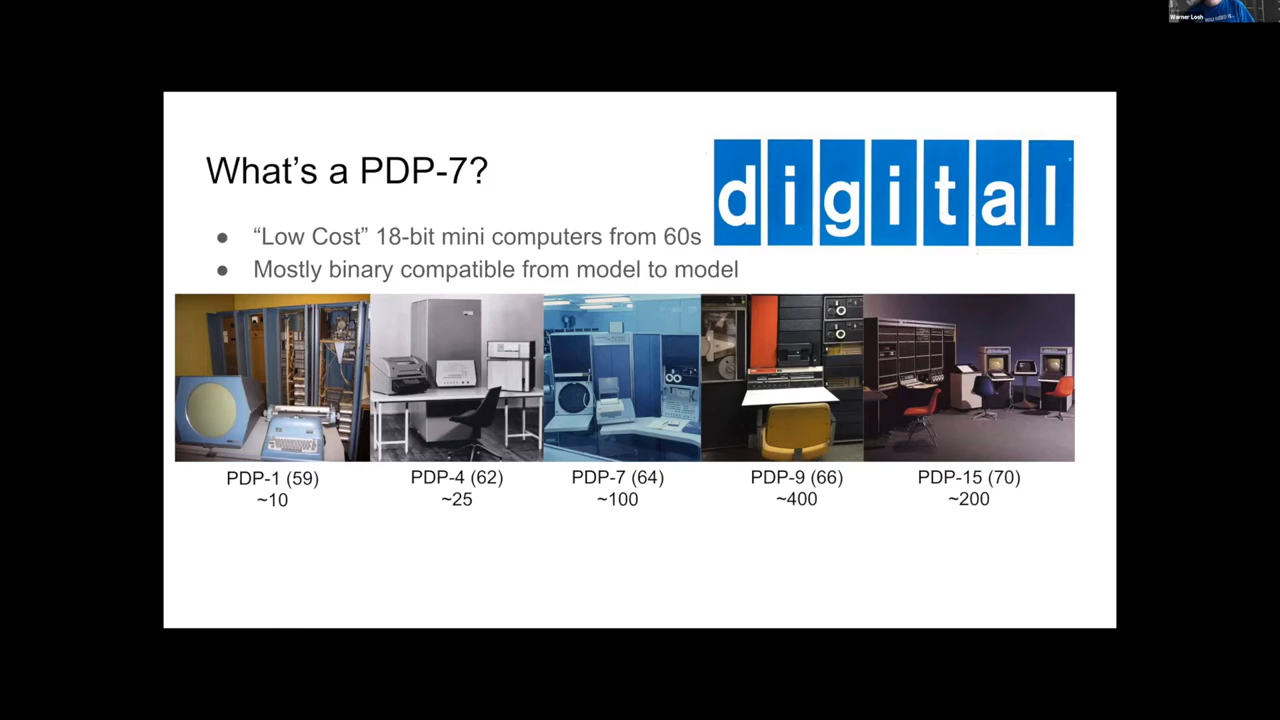 Warner Losh
What's a PDP-7?
digital
● “Low Cost” 18-bit mini computers from 60s
● Mostly binary compatible from model to model
PDP-1 (59)
~10
PDP-4 (62)
~25
PDP-7 (64)
~100
PDP-9 (66)
~400
PDP-15 (70)
~200